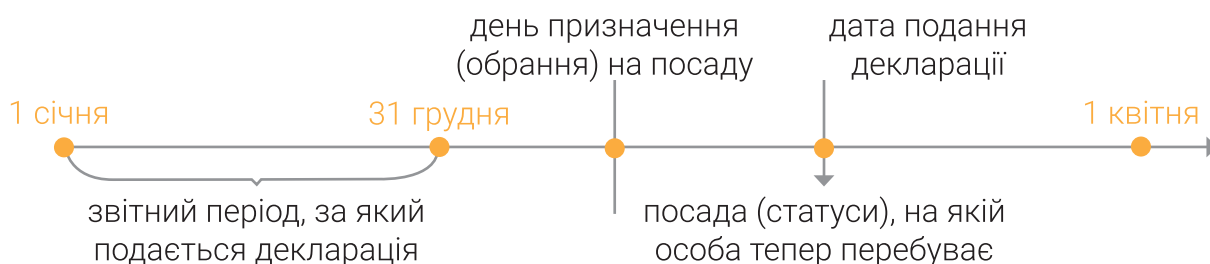 день призначення
(обрання) на посаду
дата подання
декларації
1 січня
31 грудня
1 квітня
звітний період, за який
подається декларація
посада (статуси), на якій
особа тепер перебуває